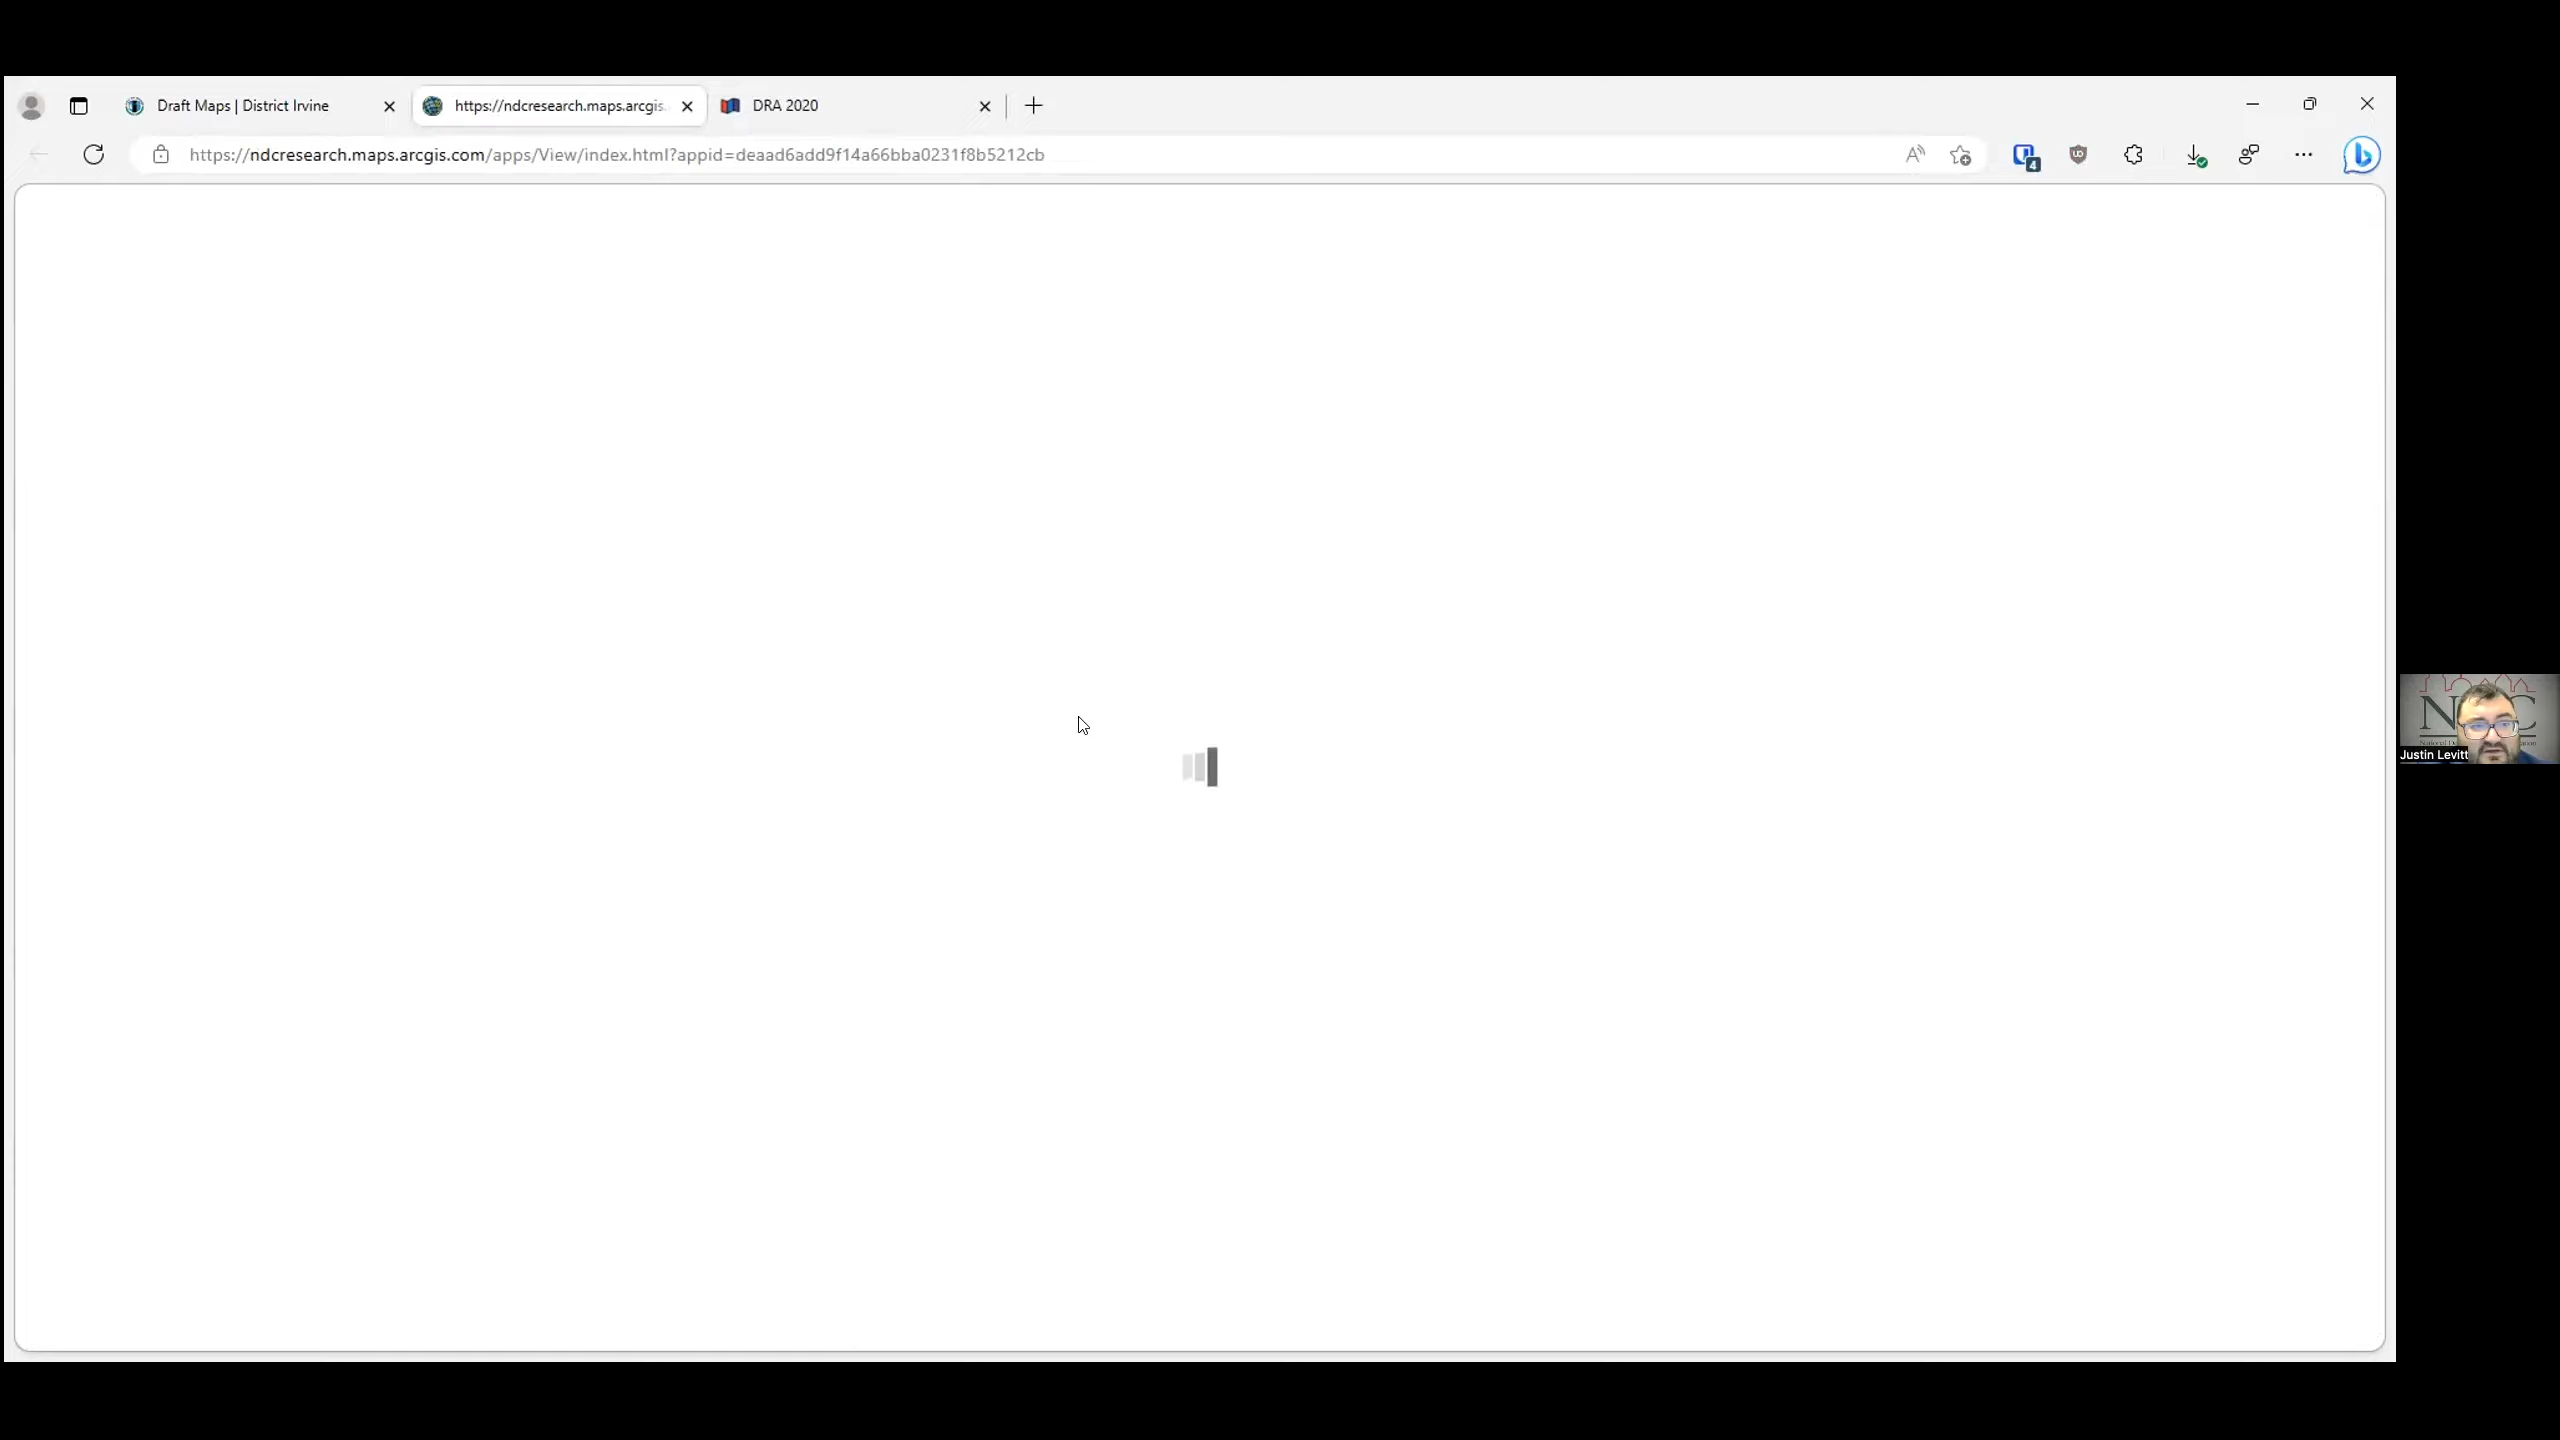 Draft Maps | District Irvine
https://ndcresearch.maps.arcgis.
DRA 2020
https://ndcresearch.maps.arcgis.com/apps/View/index.html?appid=deaad6add9f14a66bba0231f8b5212cb
4
Justin Levitt